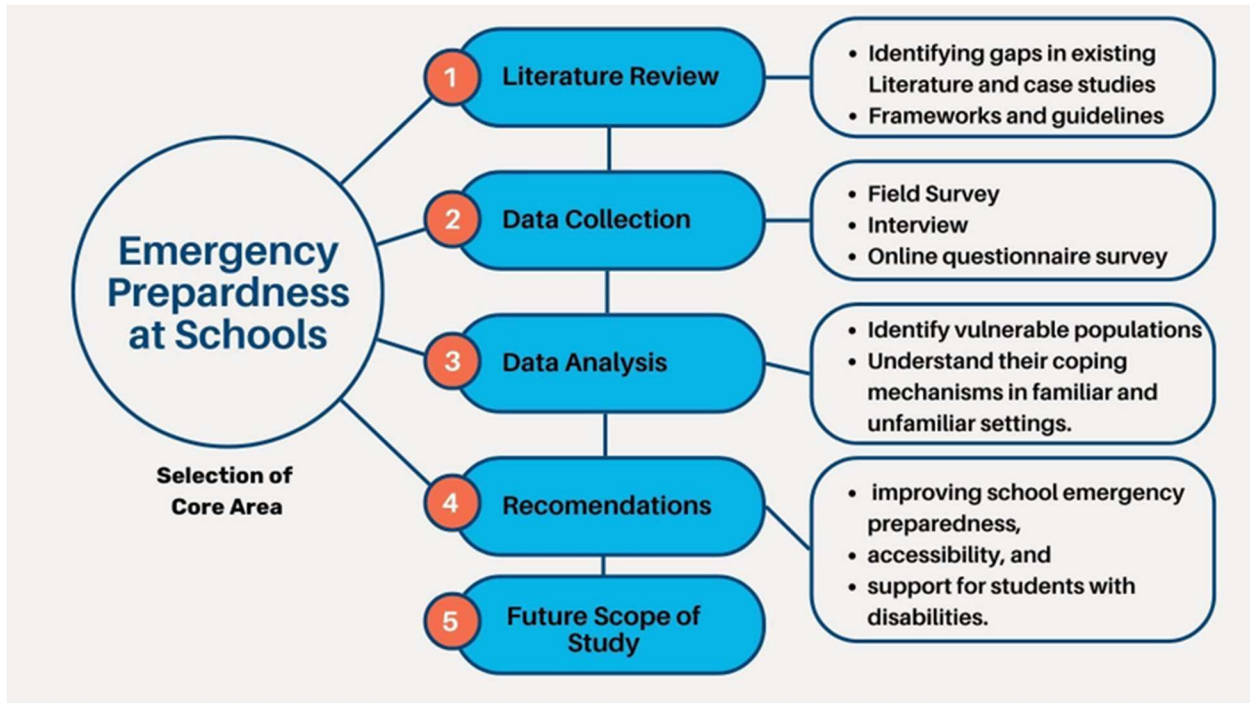 Emergency
Prepardness
at Schools
Selection of
Core Area
1
Literature Review
• Identifying gaps in existing
Literature and case studies
• Frameworks and guidelines
2
Data Collection
• Field Survey
• Interview
• Online questionnaire survey
3
Data Analysis
• Identify vulnerable populations
• Understand their coping
mechanisms in familiar and
unfamiliar settings.
4
Recomendations
• improving school emergency
preparedness,
• accessibility, and
• support for students with
disabilities.
5
Future Scope of
Study